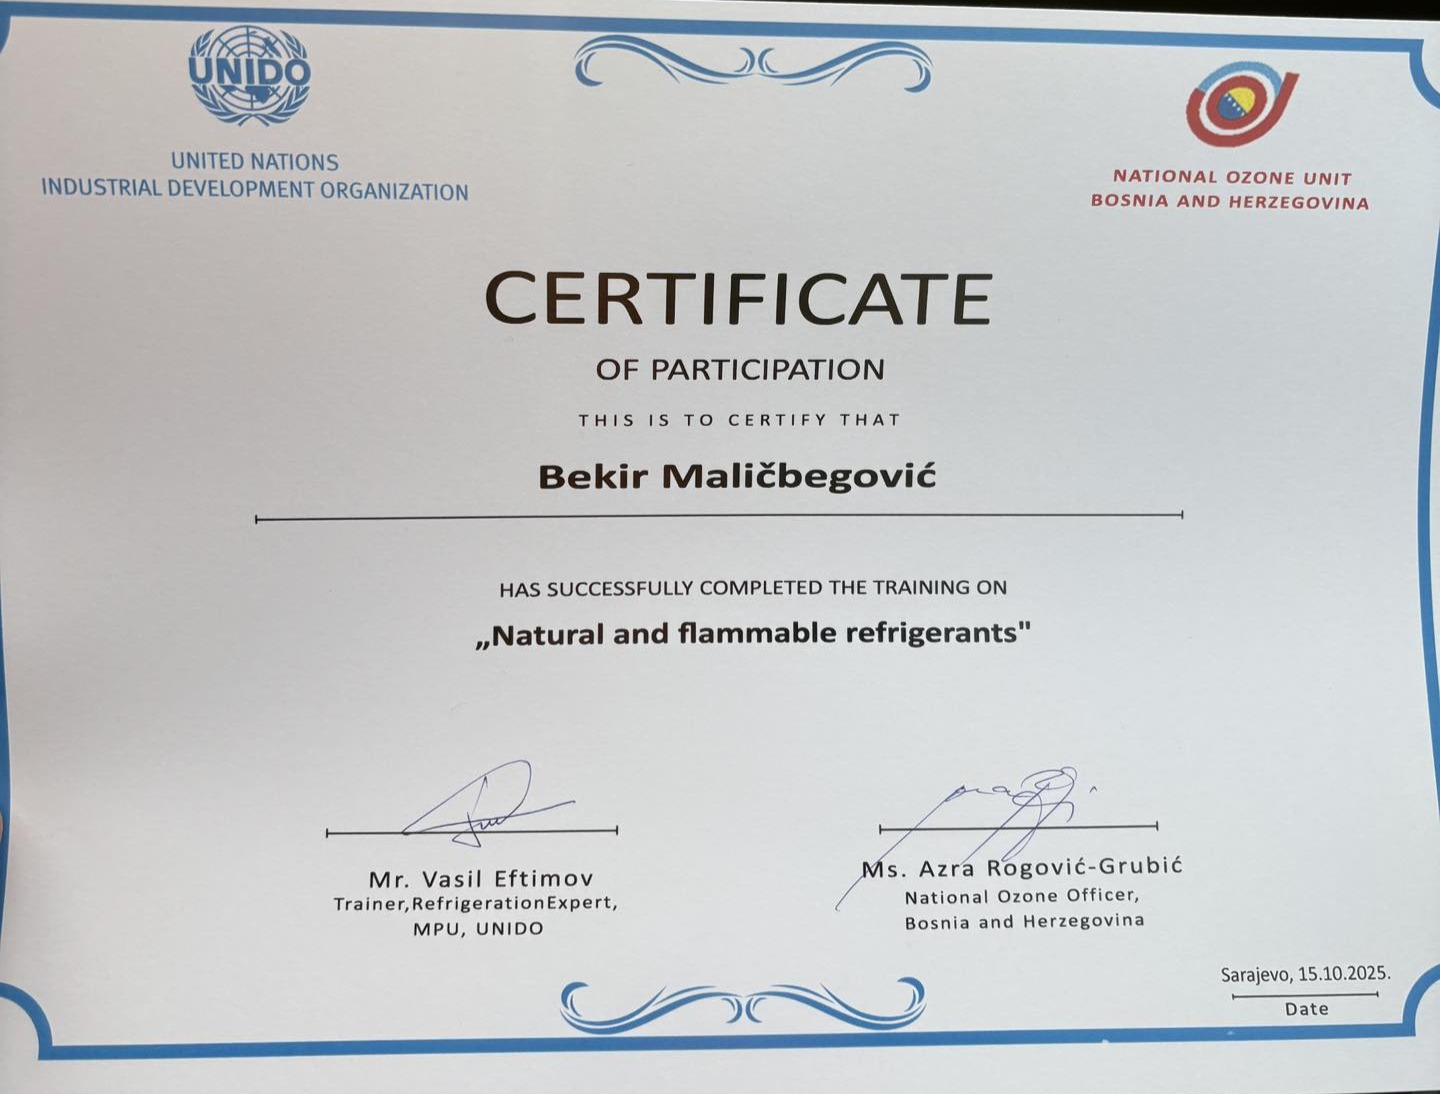 UNIDO
UNITED NATIONS
INDUSTRIAL DEVELOPMENT ORGANIZATION
NATIONAL OZONE UNIT
BOSNIA AND HERZEGOVINA
CERTIFICATE
OF PARTICIPATION
THIS IS TO CERTIFY THAT
Bekir Maličbegović
HAS SUCCESSFULLY COMPLETED THE TRAINING ON
„Natural and flammable refrigerants"
Mr. Vasil Eftimov
Trainer,RefrigerationExpert,
MPU, UNIDO
Ms. Azra Rogović-Grubić
National Ozone Officer,
Bosnia and Herzegovina
Sarajevo, 15.10.2025.
Date